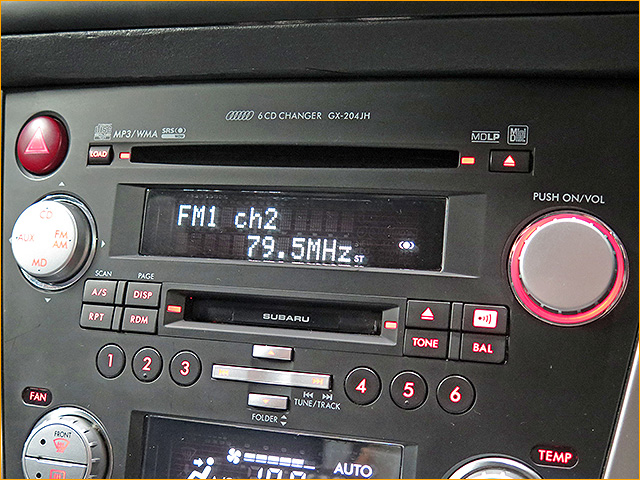 6 CD CHANGER GX-204JH
MP3/WMA SRS
MDLP
LOAD
PUSH ON/VOL
FM1 ch2
79.5MHz ST
CD
AUX FM AM
MD
SCAN PAGE
A/S DISP
RPT RDM
SUBARU
TONE BAL
1 2 3 4 5 6
TUNE/TRACK
FOLDER
FAN
FRONT
TEMP
AUTO